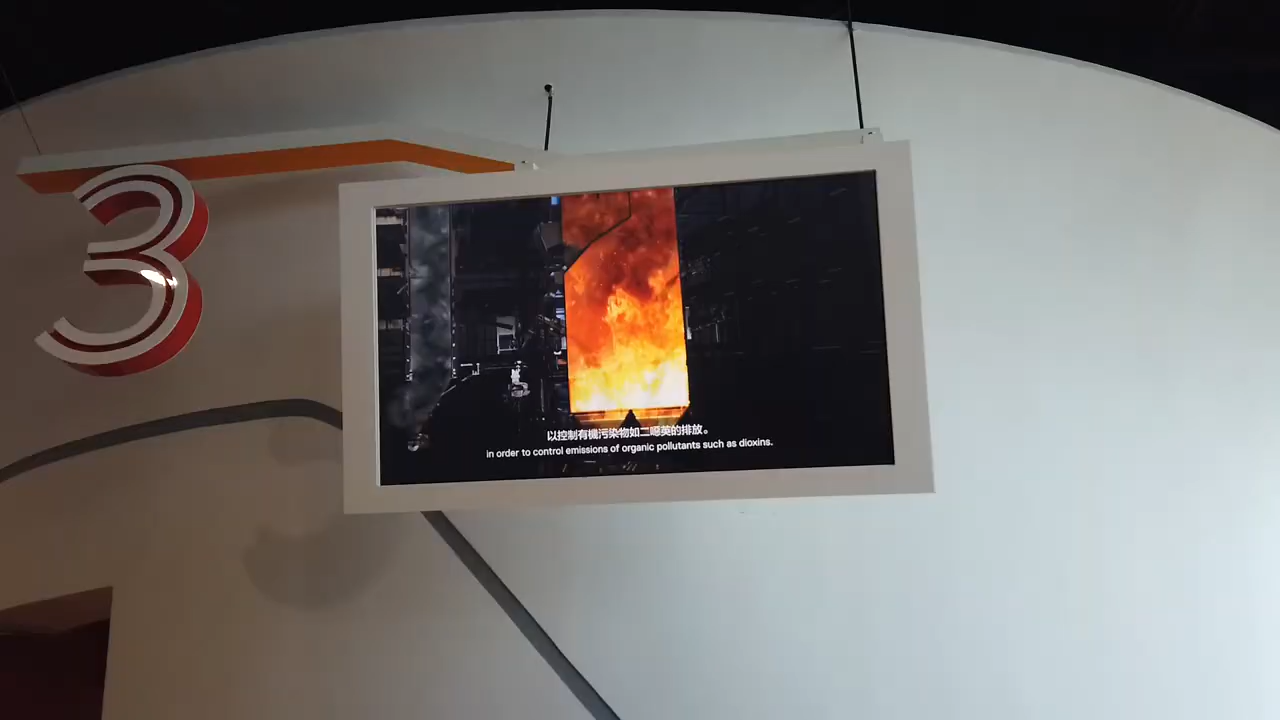 3
以控制有機污染物如二噁英的排放。
in order to control emissions of organic pollutants such as dioxins.